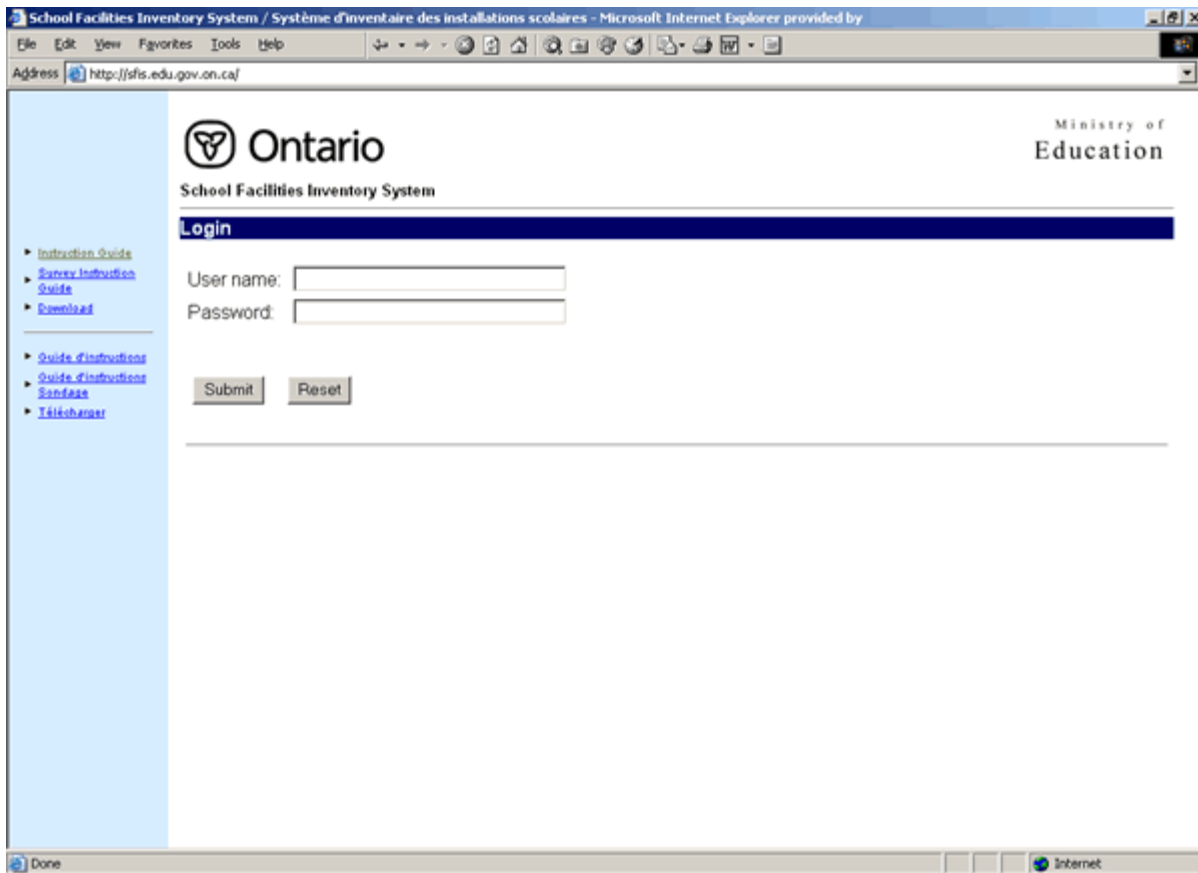 School Facilities Inventory System / Système d'inventaire des installations scolaires - Microsoft Internet Explorer provided by
File Edit View Favorites Tools Help
Address http://sfis.edu.gov.on.ca/
Ontario
Ministry of
Education
School Facilities Inventory System
Login
Instruction Guide
Survey Instruction
Guide
Download
Guide d'instructions
Guide d'instructions
Sondage
Télécharger
User name:
Password:
Submit Reset
Done Internet